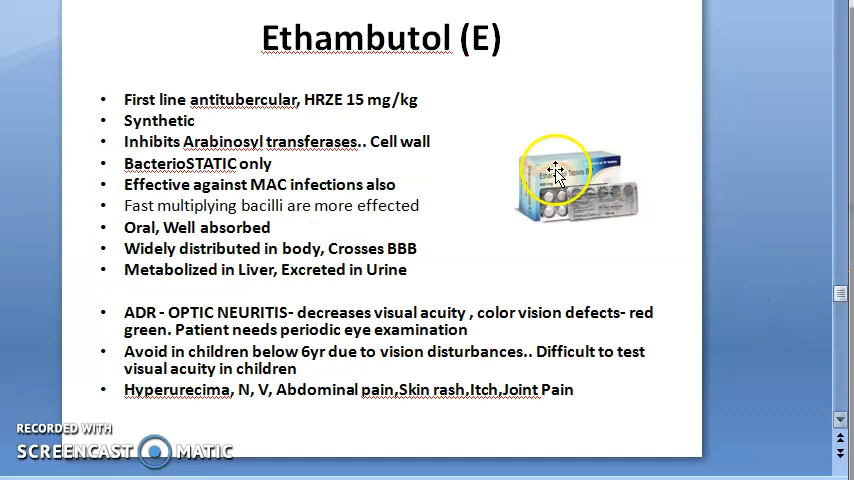 Ethambutol (E)
• First line antitubercular, HRZE 15 mg/kg
• Synthetic
• Inhibits Arabinosyl transferases.. Cell wall
• BacterioSTATIC only
• Effective against MAC infections also
• Fast multiplying bacilli are more effected
• Oral, Well absorbed
• Widely distributed in body, Crosses BBB
• Metabolized in Liver, Excreted in Urine
• ADR - OPTIC NEURITIS- decreases visual acuity , color vision defects- red
green. Patient needs periodic eye examination
• Avoid in children below 6yr due to vision disturbances.. Difficult to test
visual acuity in children
• Hyperurecima, N, V, Abdominal pain,Skin rash,Itch,Joint Pain
RECORDED WITH
SCREENCAST MATIC